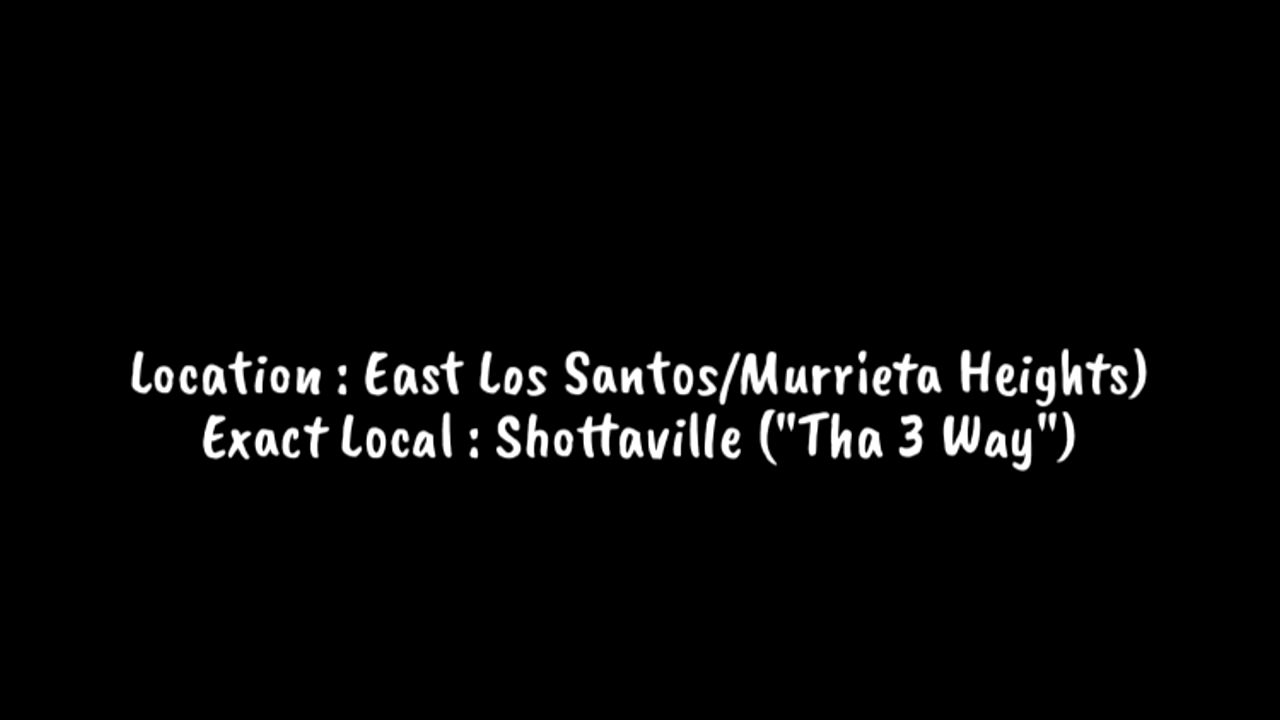 Location : East Los Santos/Murrieta Heights)
Exact Local : Shottaville ("Tha 3 Way")